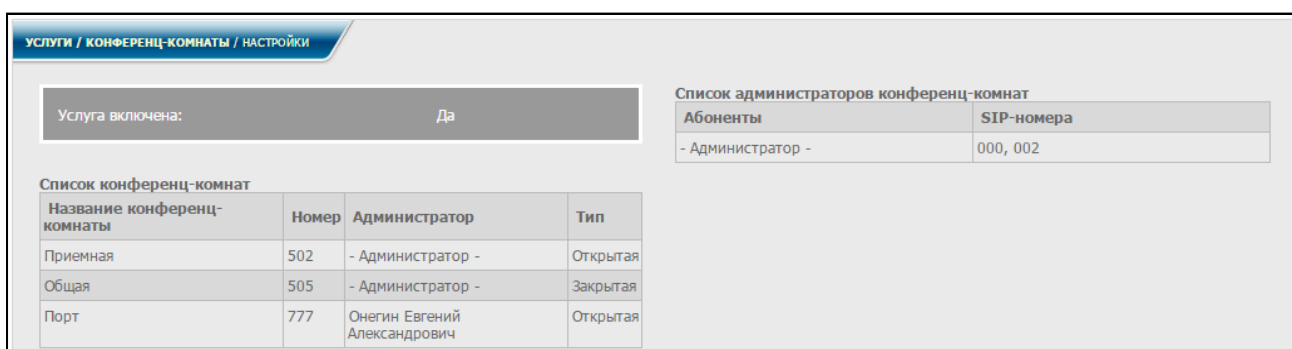 УСЛУГИ / КОНФЕРЕНЦ-КОМНАТЫ / НАСТРОЙКИ
Услуга включена: Да
Список конференц-комнат
Название конференц-
комнаты Номер Администратор Тип
Приемная 502 - Администратор - Открытая
Общая 505 - Администратор - Закрытая
Порт 777 Онегин Евгений Открытая
Александрович
Список администраторов конференц-комнат
Абоненты SIP-номера
- Администратор - 000, 002